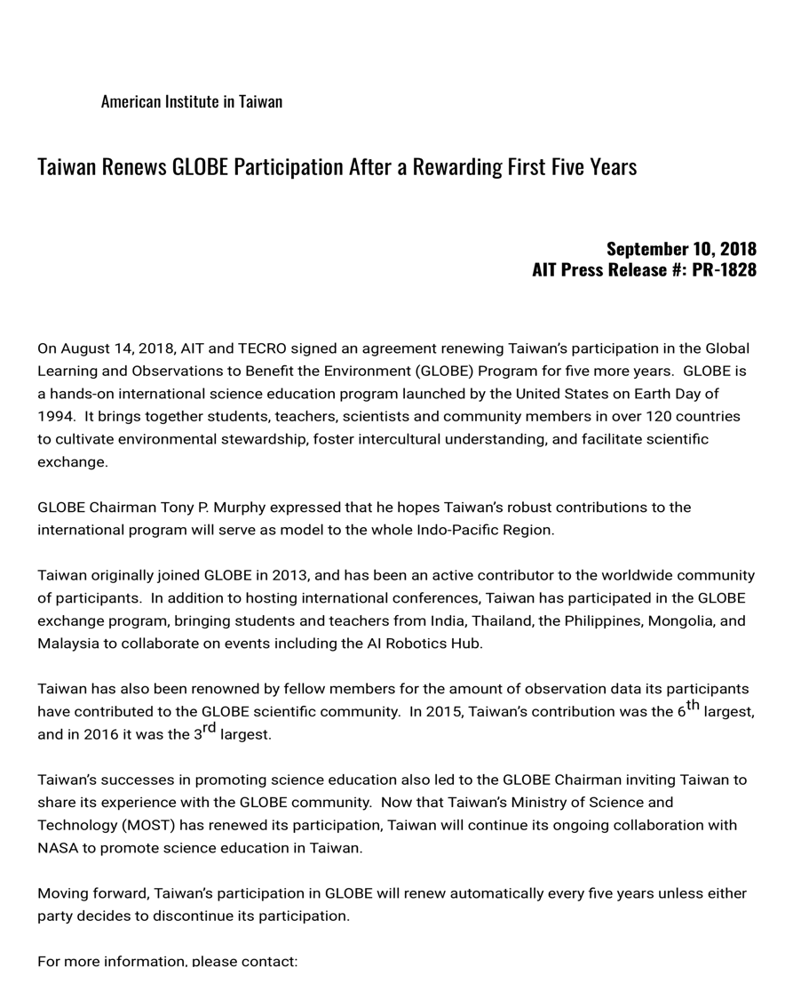 American Institute in Taiwan
Taiwan Renews GLOBE Participation After a Rewarding First Five Years
September 10, 2018
AIT Press Release #: PR-1828
On August 14, 2018, AIT and TECRO signed an agreement renewing Taiwan’s participation in the Global
Learning and Observations to Benefit the Environment (GLOBE) Program for five more years.  GLOBE is
a hands-on international science education program launched by the United States on Earth Day of
1994.  It brings together students, teachers, scientists and community members in over 120 countries
to cultivate environmental stewardship, foster intercultural understanding, and facilitate scientific
exchange.
GLOBE Chairman Tony P. Murphy expressed that he hopes Taiwan’s robust contributions to the
international program will serve as model to the whole Indo-Pacific Region.
Taiwan originally joined GLOBE in 2013, and has been an active contributor to the worldwide community
of participants.  In addition to hosting international conferences, Taiwan has participated in the GLOBE
exchange program, bringing students and teachers from India, Thailand, the Philippines, Mongolia, and
Malaysia to collaborate on events including the AI Robotics Hub.
Taiwan has also been renowned by fellow members for the amount of observation data its participants
have contributed to the GLOBE scientific community.  In 2015, Taiwan’s contribution was the 6th largest,
and in 2016 it was the 3rd largest.
Taiwan’s successes in promoting science education also led to the GLOBE Chairman inviting Taiwan to
share its experience with the GLOBE community.  Now that Taiwan’s Ministry of Science and
Technology (MOST) has renewed its participation, Taiwan will continue its ongoing collaboration with
NASA to promote science education in Taiwan.
Moving forward, Taiwan’s participation in GLOBE will renew automatically every five years unless either
party decides to discontinue its participation.
For more information, please contact: